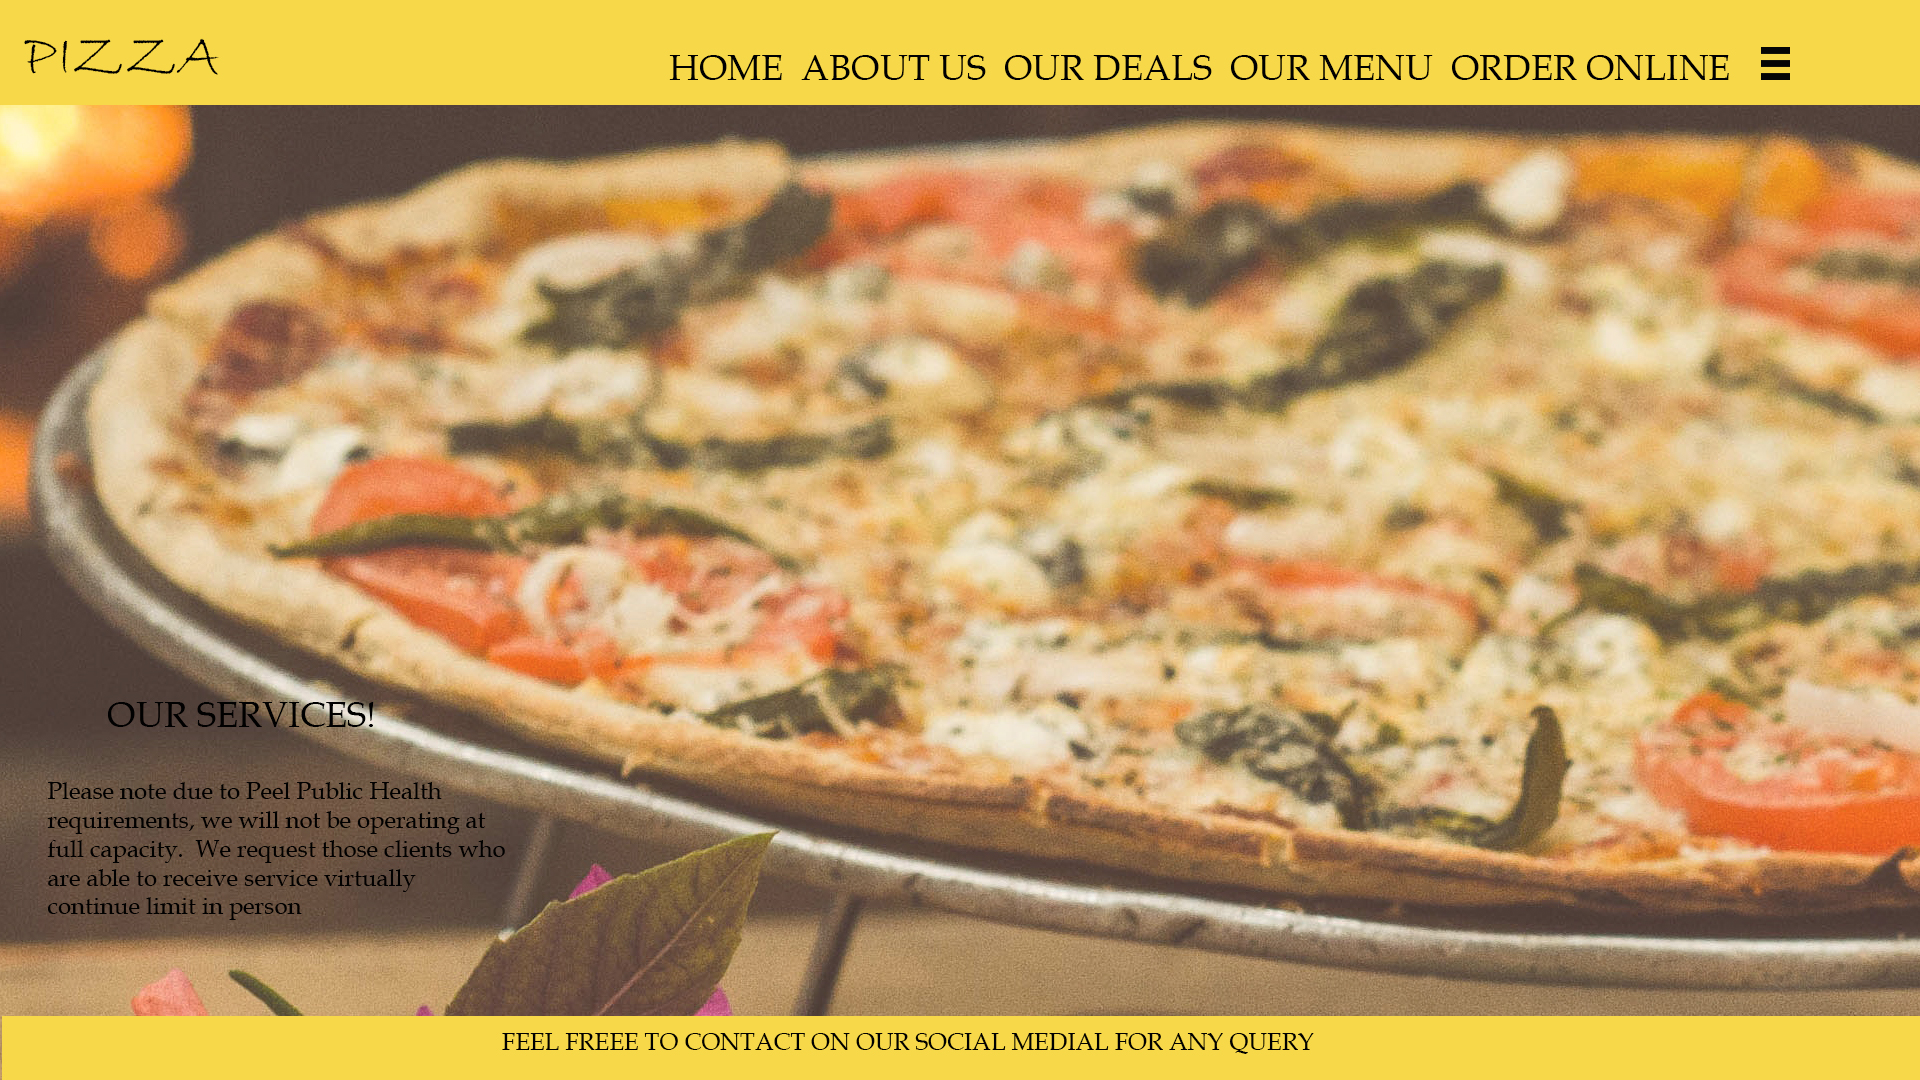 PIZZA
HOME ABOUT US OUR DEALS OUR MENU ORDER ONLINE
OUR SERVICES!
Please note due to Peel Public Health
requirements, we will not be operating at
full capacity. We request those clients who
are able to receive service virtually
continue limit in person
FEEL FREEE TO CONTACT ON OUR SOCIAL MEDIAL FOR ANY QUERY